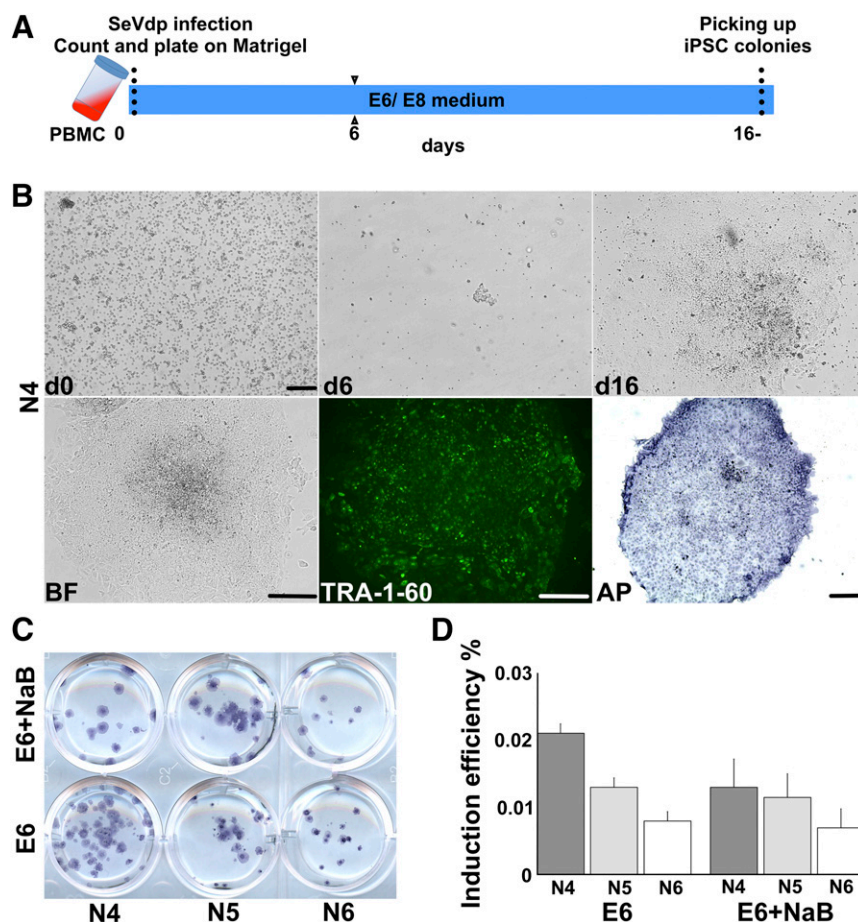 A
SeVdp infection
Count and plate on Matrigel
Picking up
iPSC colonies
E6/ E8 medium
PBMC 0
6
16-
days
B
N4
d0
d6
d16
BF
TRA-1-60
AP
C
E6+NaB
E6
N4 N5 N6
D
Induction efficiency %
0.03
0.02
0.01
0
N4 N5 N6 N4 N5 N6
E6 E6+NaB